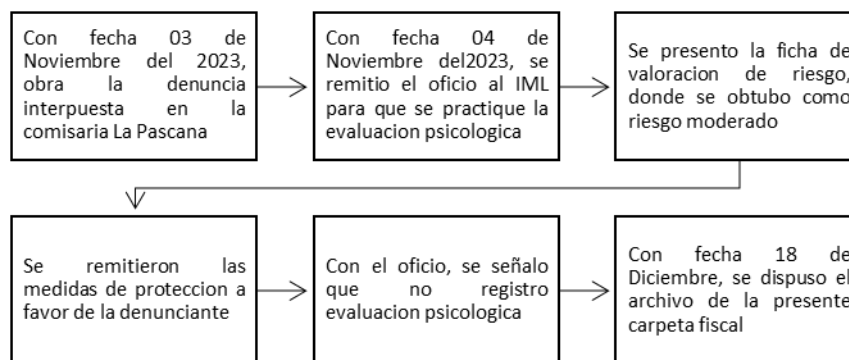 Con fecha 03 de
Noviembre del 2023,
obra la denuncia
interpuesta en la
comisaria La Pascana
Con fecha 04 de
Noviembre del2023, se
remitio el oficio al IML
para que se practique la
evaluacion psicologica
Se presento la ficha de
valoracion de riesgo,
donde se obtubo como
riesgo moderado
Se remitieron las
medidas de proteccion a
favor de la denunciante
Con el oficio, se señalo
que no registro
evaluacion psicologica
Con fecha 18 de
Diciembre, se dispuso el
archivo de la presente
carpeta fiscal